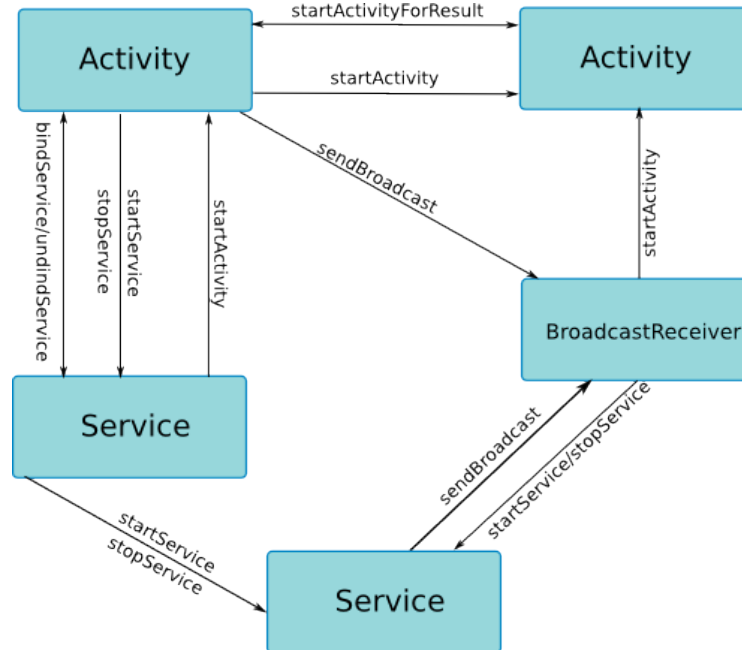 startActivityForResult
Activity
Activity
startActivity
sendBroadcast
bindService/undindService
stopService
startService
startActivity
startActivity
BroadcastReceiver
Service
sendBroadcast
startService/stopService
startService
stopService
Service